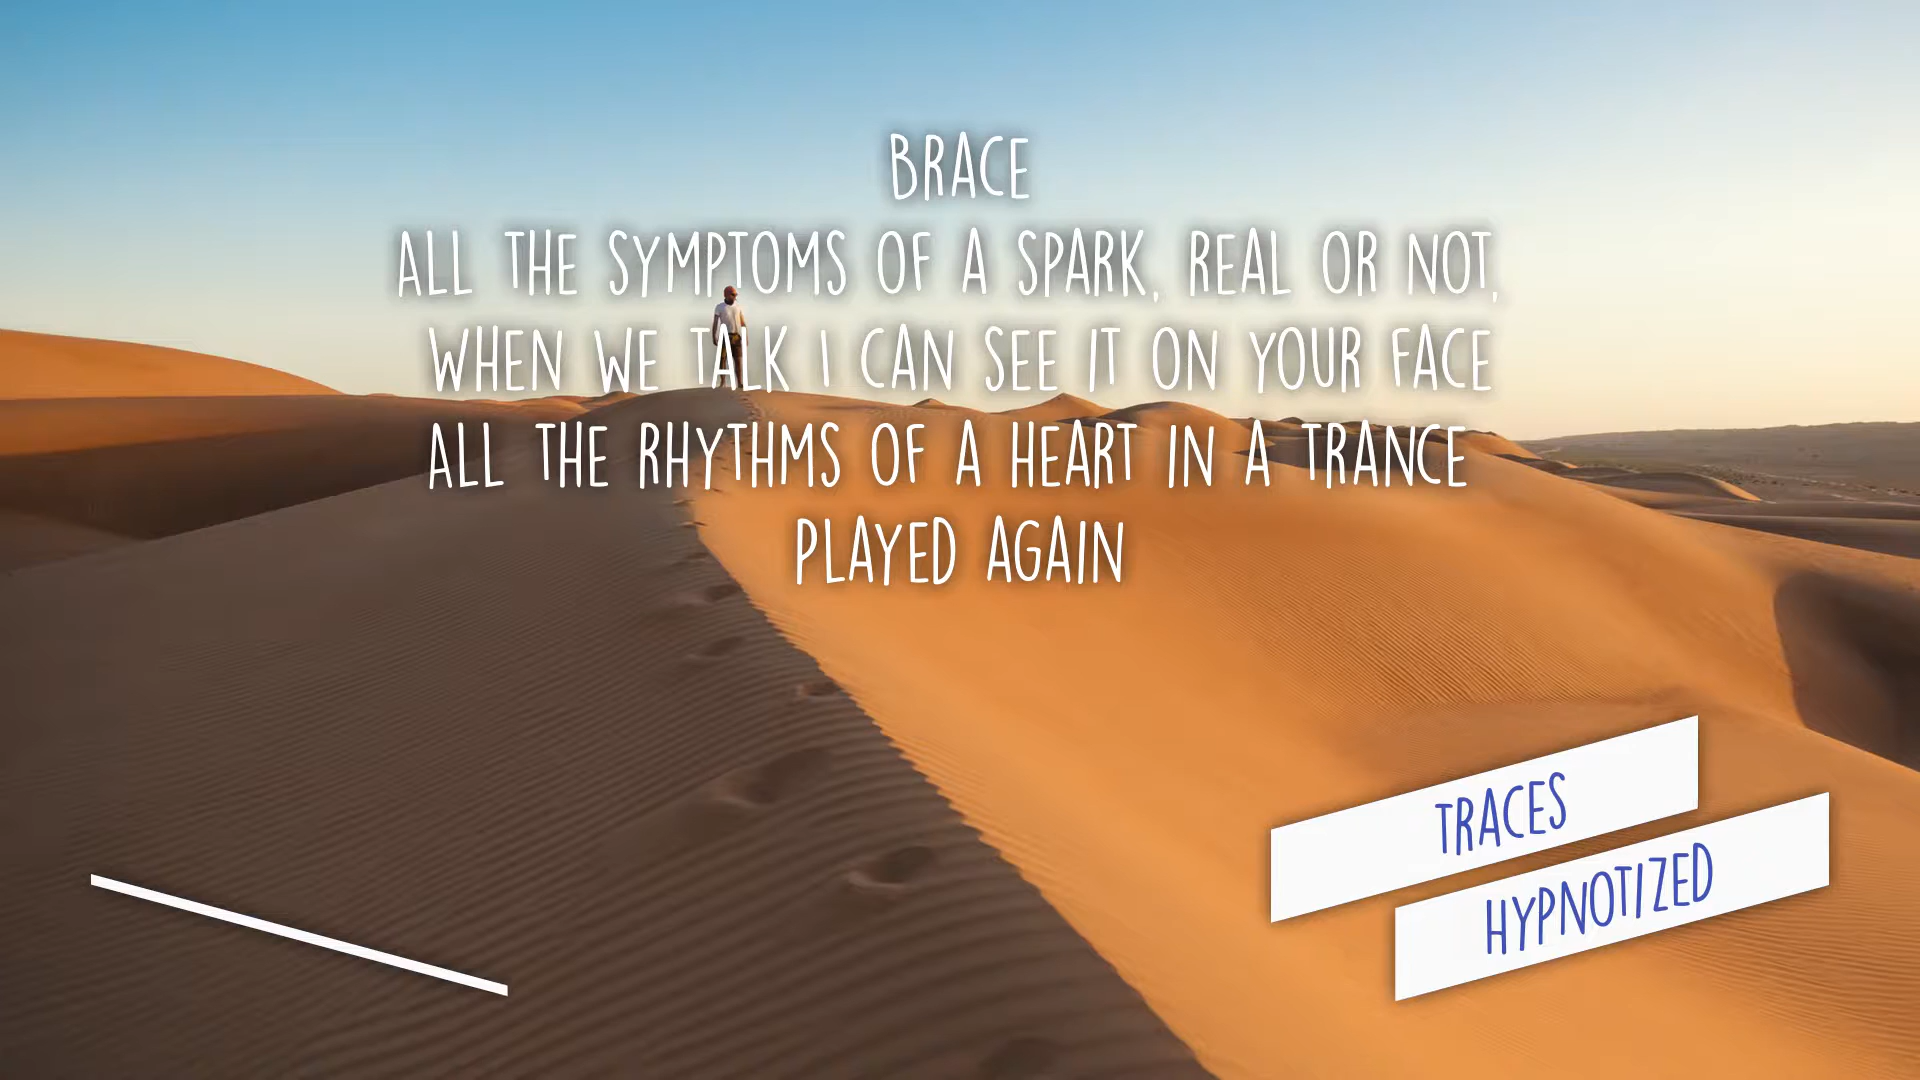 BRACE
ALL THE SYMPTOMS OF A SPARK, REAL OR NOT,
WHEN WE TALK I CAN SEE IT ON YOUR FACE
ALL THE RHYTHMS OF A HEART IN A TRANCE
PLAYED AGAIN
TRACES
HYPNOTIZED